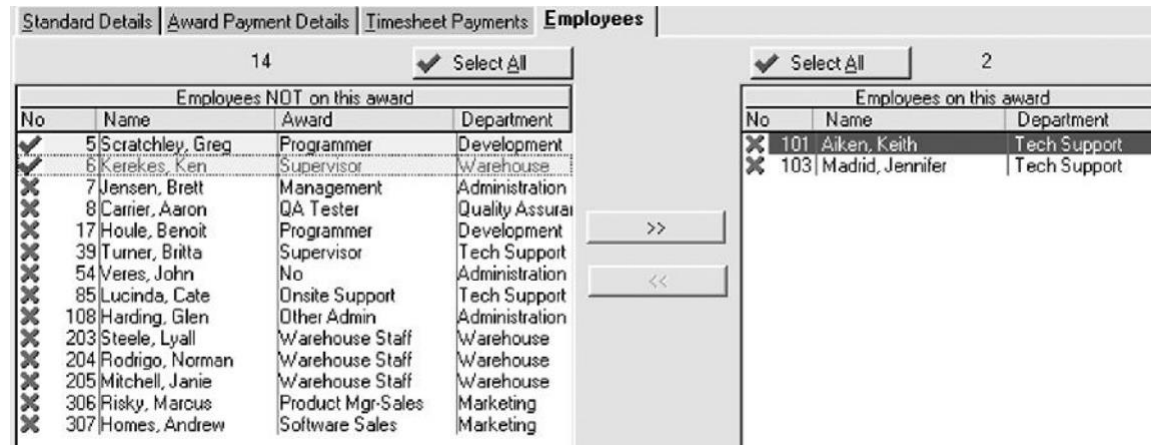 Standard Details Award Payment Details Timesheet Payments Employees
14 Select All
Employees NOT on this award
No Name Award Department
5 Scratchley, Greg Programmer Development
6 Kerekes, Ken Supervisor Warehouse
7 Jensen, Brett Management Administration
8 Carrier, Aaron QA Tester Quality Assurar
17 Houle, Benoit Programmer Development
39 Turner, Britta Supervisor Tech Support
54 Veres, John No Administration
85 Lucinda, Cate Onsite Support Tech Support
108 Harding, Glen Other Admin Administration
203 Steele, Lyall Warehouse Staff Warehouse
204 Rodrigo, Norman Warehouse Staff Warehouse
205 Mitchell, Janie Warehouse Staff Warehouse
306 Risky, Marcus Product Mgr-Sales Marketing
307 Homes, Andrew Software Sales Marketing
>>
<<
Select All 2
Employees on this award
No Name Department
101 Aiken, Keith Tech Support
103 Madrid, Jennifer Tech Support